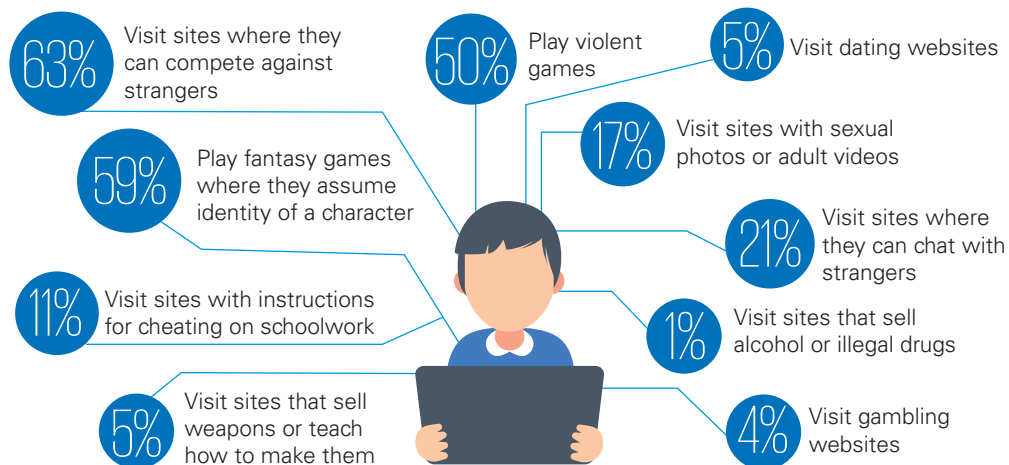 63%
Visit sites where they
can compete against
strangers
50%
Play violent
games
5%
Visit dating websites
17%
Visit sites with sexual
photos or adult videos
59%
Play fantasy games
where they assume
identity of a character
21%
Visit sites where
they can chat with
strangers
11%
Visit sites with instructions
for cheating on schoolwork
1%
Visit sites that sell
alcohol or illegal drugs
5%
Visit sites that sell
weapons or teach
how to make them
4%
Visit gambling
websites